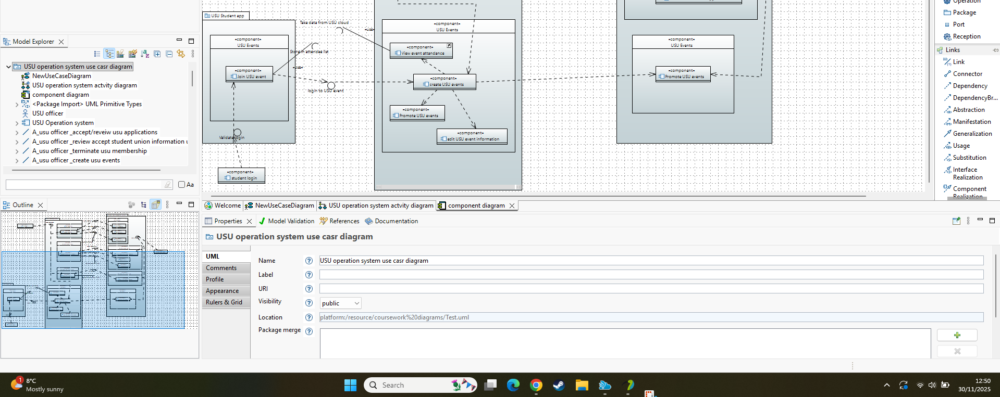 USU Student app
Take data from USU cloud
«use»
«component»
USU Events
«component»
View event attandance
«component»
USU Events
Store in attendee list
«use»
«component»
Join USU event
«component»
create USU events
login to USU event
«component»
Promote USU events
«component»
edit USU event information
Validate login
«component»
student login
«component»
USU Events
«component»
Promote USU events
Operation
Package
Port
Reception
Links
Link
Connector
Dependency
DependencyBr...
Abstraction
Manifestation
Generalization
Usage
Substitution
Interface
Realization
Component
Realization
Model Explorer
USU operation system use casr diagram
NewUseCaseDiagram
USU operation system actvity diagram
component diagram
<Package Import> UML Primitive Types
USU officer
USU Operation system
A_usu officer _accept/reveiw usu applications
A_usu officer _review accept student union information u
A_usu officer _terminate usu membership
A_usu officer _create usu events
Aa
Outline
Welcome
NewUseCaseDiagram
USU operation system actvity diagram
component diagram
Properties
Model Validation
References
Documentation
USU operation system use casr diagram
UML
Comments
Profile
Appearance
Rulers & Grid
Name
USU operation system use casr diagram
Label
URI
Visibility
public
Location
platform:/resource/coursework%20diagrams/Test.uml
Package merge
1
8°C
Mostly sunny
Search
12:50
30/11/2025